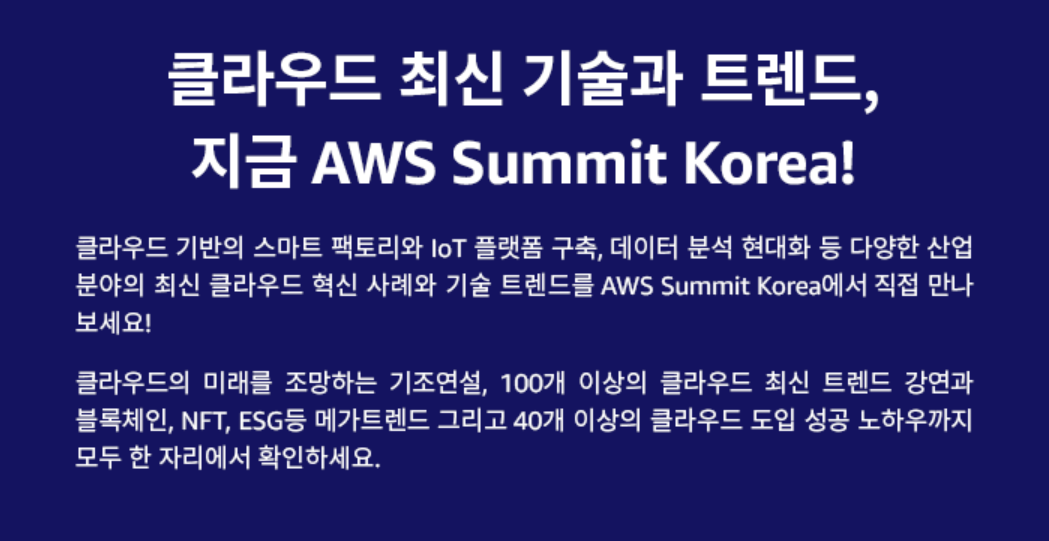 클라우드 최신 기술과 트렌드,
지금 AWS Summit Korea!
클라우드 기반의 스마트 팩토리와 IoT 플랫폼 구축, 데이터 분석 현대화 등 다양한 산업
분야의 최신 클라우드 혁신 사례와 기술 트렌드를 AWS Summit Korea에서 직접 만나
보세요!
클라우드의 미래를 조망하는 기조연설, 100개 이상의 클라우드 최신 트렌드 강연과
블록체인, NFT, ESG등 메가트렌드 그리고 40개 이상의 클라우드 도입 성공 노하우까지
모두 한 자리에서 확인하세요.